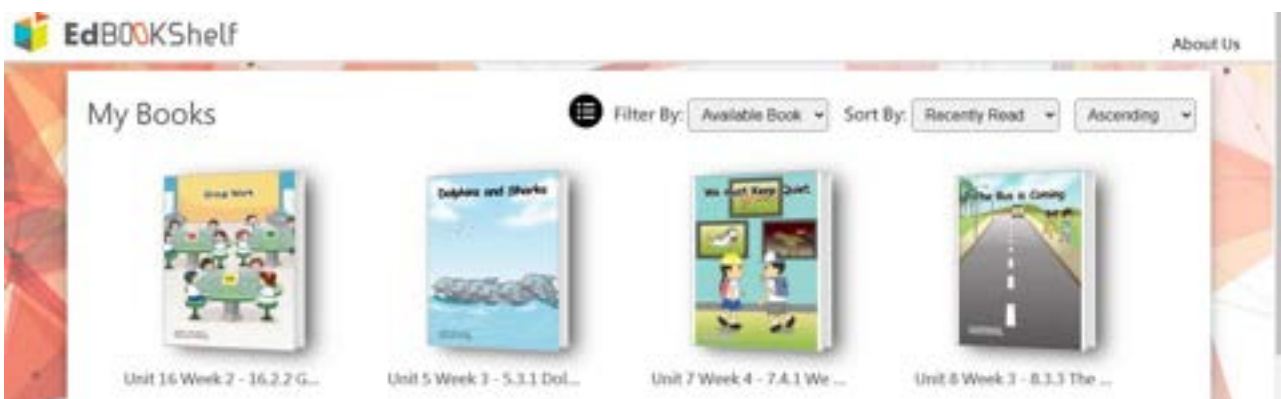 EdBOOKShelf
About Us
My Books
Filter By: Available Book Sort By: Recently Read Ascending
Group Work
Dolphins and Sharks
We must Keep Quiet
The Bus is Coming
Unit 16 Week 2 - 16.2.2 G...
Unit 5 Week 3 - 5.3.1 Dol...
Unit 7 Week 4 - 7.4.1 We ...
Unit 8 Week 3 - 8.3.3 The ...